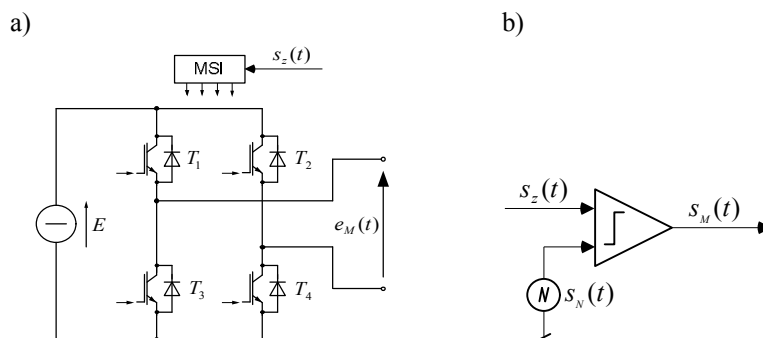 a)
b)
s_z(t)
MSI
T_1
T_2
E
e_M(t)
T_3
T_4
s_z(t)
s_M(t)
N
s_N(t)